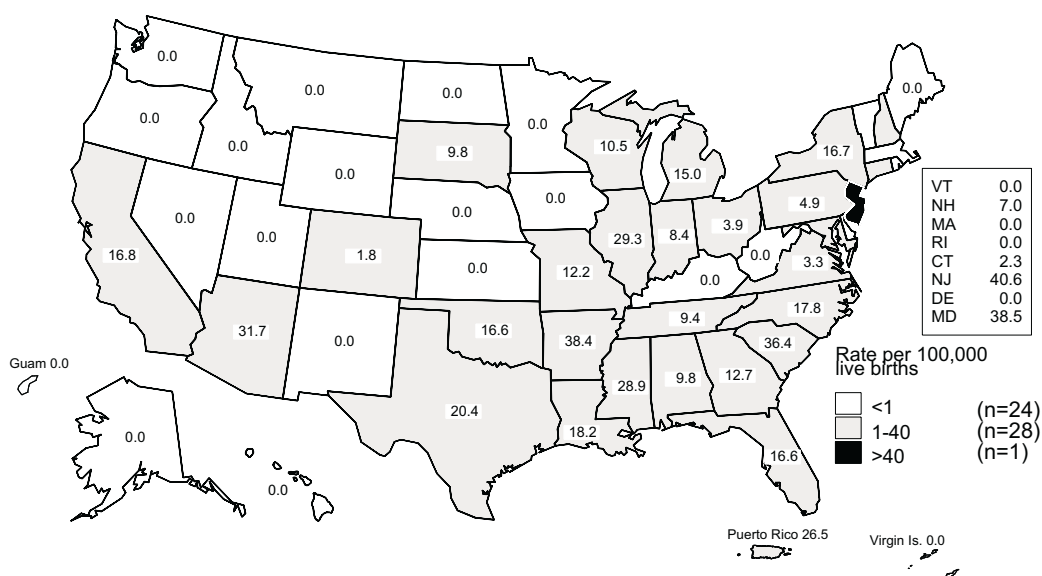 0.0
0.0
0.0
0.0
0.0
0.0
0.0
9.8
10.5
16.7
0.0
15.0
0.0
0.0
4.9
0.0
0.0
3.9
29.3
8.4
16.8
1.8
0.0
0.0
3.3
12.2
0.0
17.8
31.7
0.0
16.6
9.4
38.4
36.4
28.9
9.8
12.7
20.4
18.2
16.6
VT 0.0
NH 7.0
MA 0.0
RI 0.0
CT 2.3
NJ 40.6
DE 0.0
MD 38.5
Rate per 100,000
live births
<1 (n=24)
1-40 (n=28)
>40 (n=1)
Guam 0.0
0.0
0.0
Puerto Rico 26.5
Virgin Is. 0.0